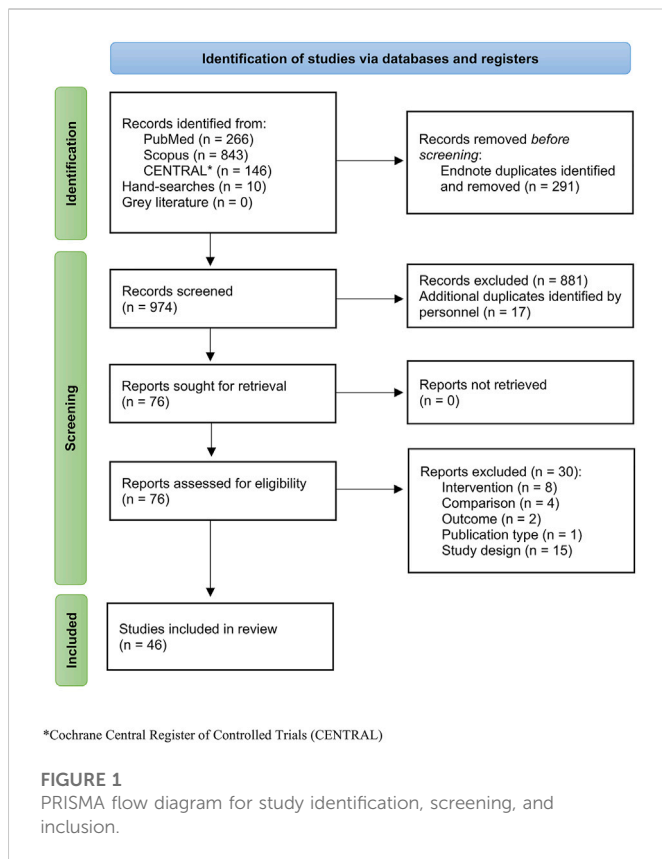 Identification of studies via databases and registers
Identification
Records identified from:
PubMed (n = 266)
Scopus (n = 843)
CENTRAL* (n = 146)
Hand-searches (n = 10)
Grey literature (n = 0)
Records removed before
screening:
Endnote duplicates identified
and removed (n = 291)
Screening
Records screened
(n = 974)
Records excluded (n = 881)
Additional duplicates identified by
personnel (n = 17)
Reports sought for retrieval
(n = 76)
Reports not retrieved
(n = 0)
Reports assessed for eligibility
(n = 76)
Reports excluded (n = 30):
Intervention (n = 8)
Comparison (n = 4)
Outcome (n = 2)
Publication type (n = 1)
Study design (n = 15)
Included
Studies included in review
(n = 46)
*Cochrane Central Register of Controlled Trials (CENTRAL)
FIGURE 1
PRISMA flow diagram for study identification, screening, and
inclusion.